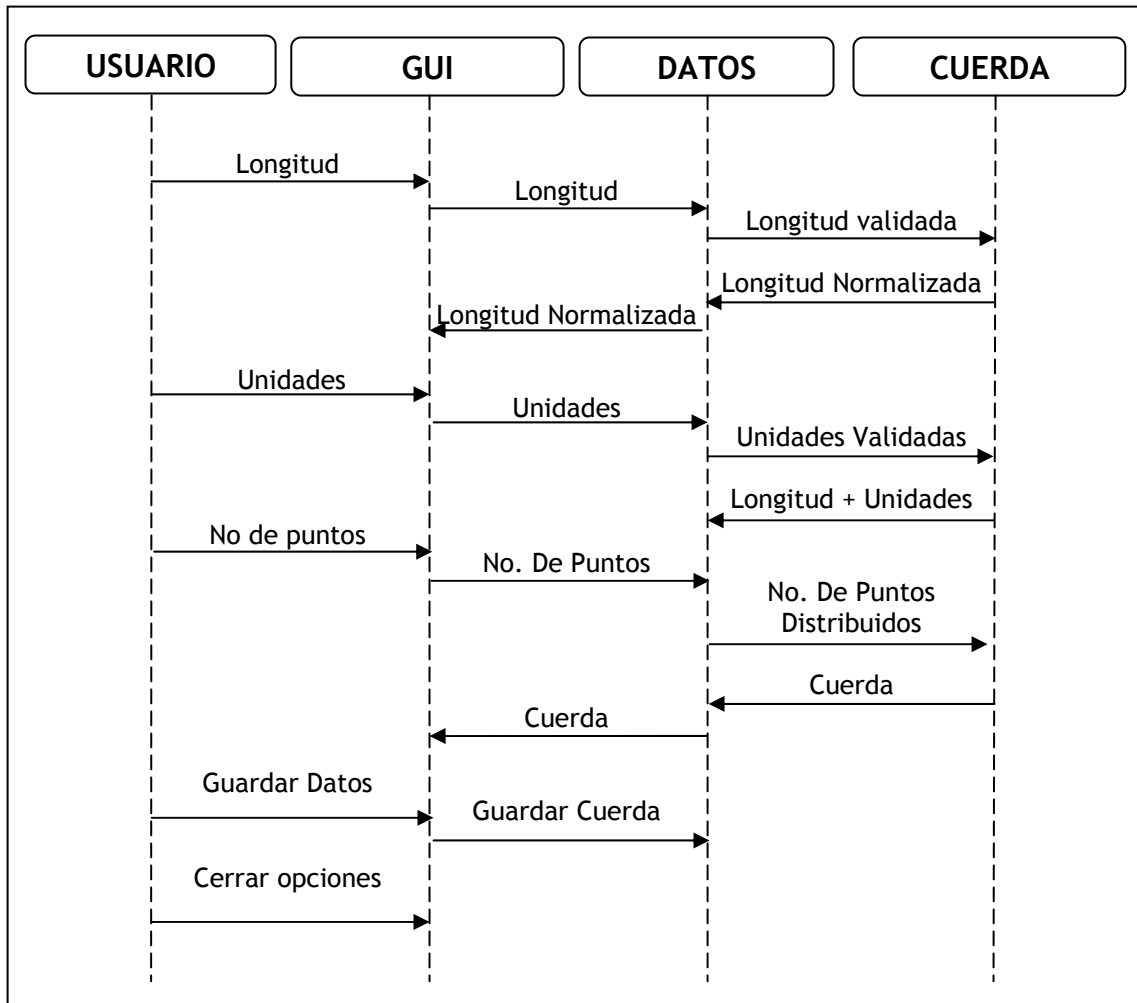 USUARIO
GUI
DATOS
CUERDA
Longitud
Longitud
Longitud validada
Longitud Normalizada
Longitud Normalizada
Unidades
Unidades
Unidades Validadas
Longitud + Unidades
No de puntos
No. De Puntos
No. De Puntos
Distribuidos
Cuerda
Cuerda
Guardar Datos
Guardar Cuerda
Cerrar opciones